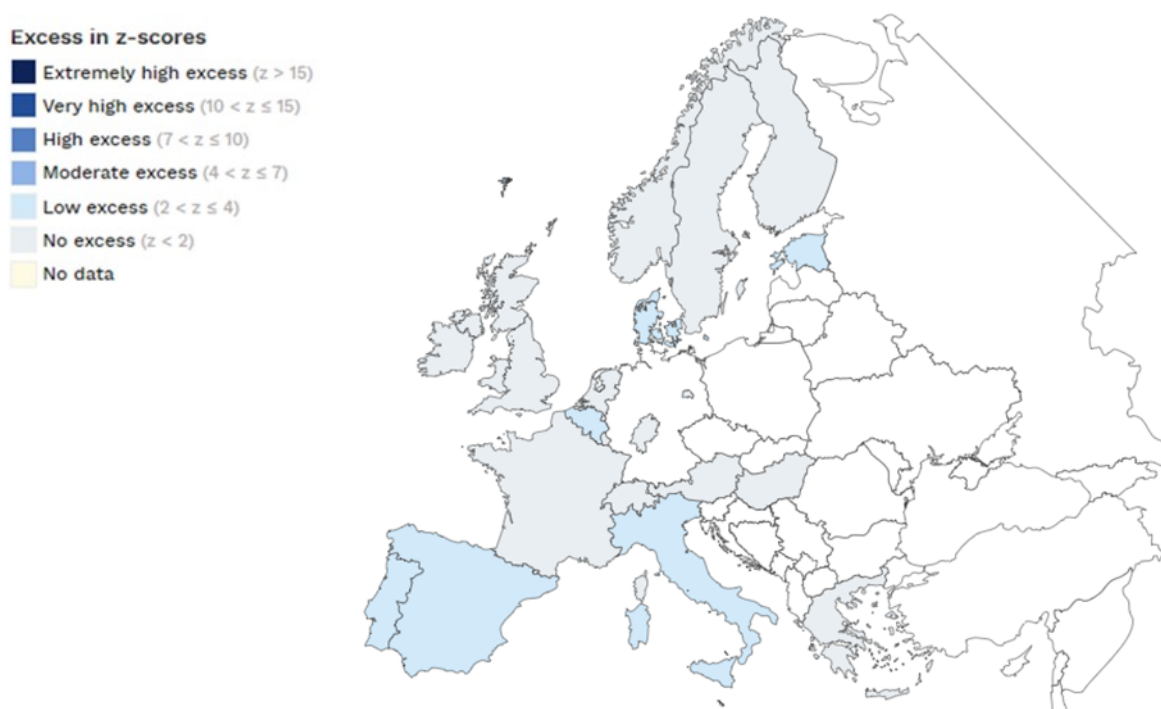 Excess in z-scores
Extremely high excess (z > 15)
Very high excess (10 < z ≤ 15)
High excess (7 < z ≤ 10)
Moderate excess (4 < z ≤ 7)
Low excess (2 < z ≤ 4)
No excess (z < 2)
No data